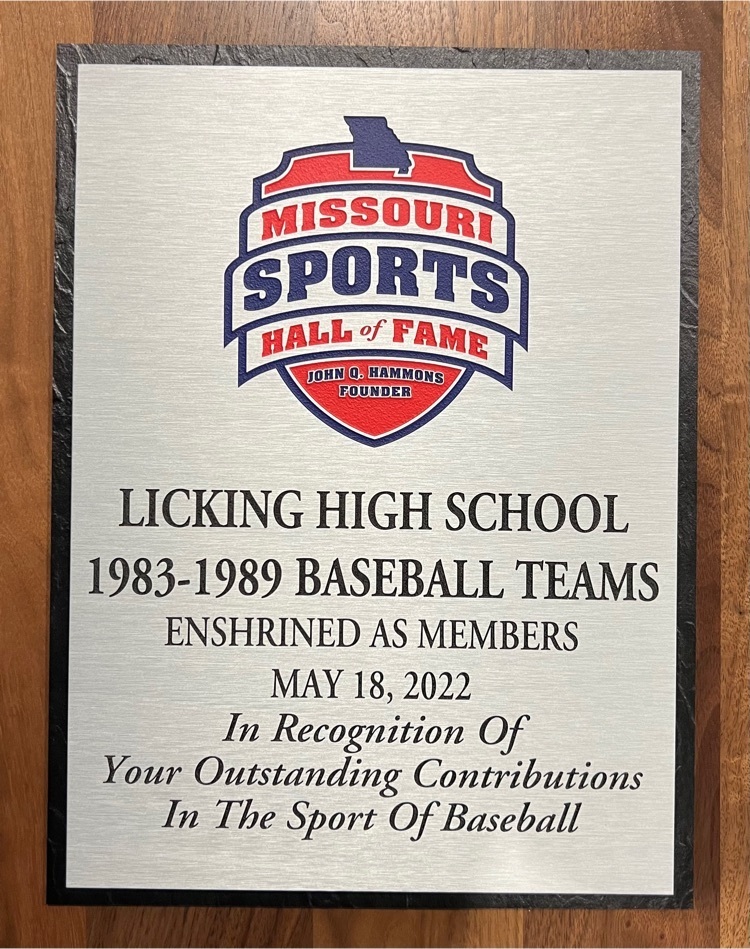 MISSOURI
SPORTS
HALL of FAME
JOHN Q. HAMMONS
FOUNDER
LICKING HIGH SCHOOL
1983-1989 BASEBALL TEAMS
ENSHRINED AS MEMBERS
MAY 18, 2022
In Recognition Of
Your Outstanding Contributions
In The Sport Of Baseball